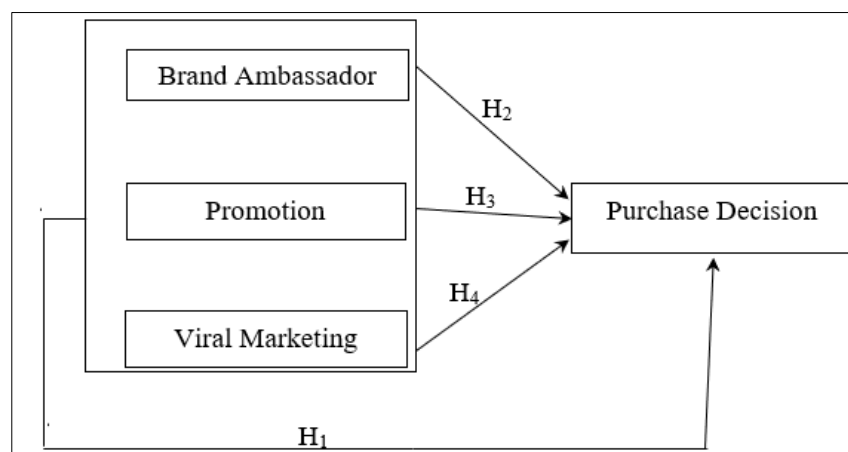 Brand Ambassador
H₂
Promotion
H₃
Purchase Decision
Viral Marketing
H₄
H₁